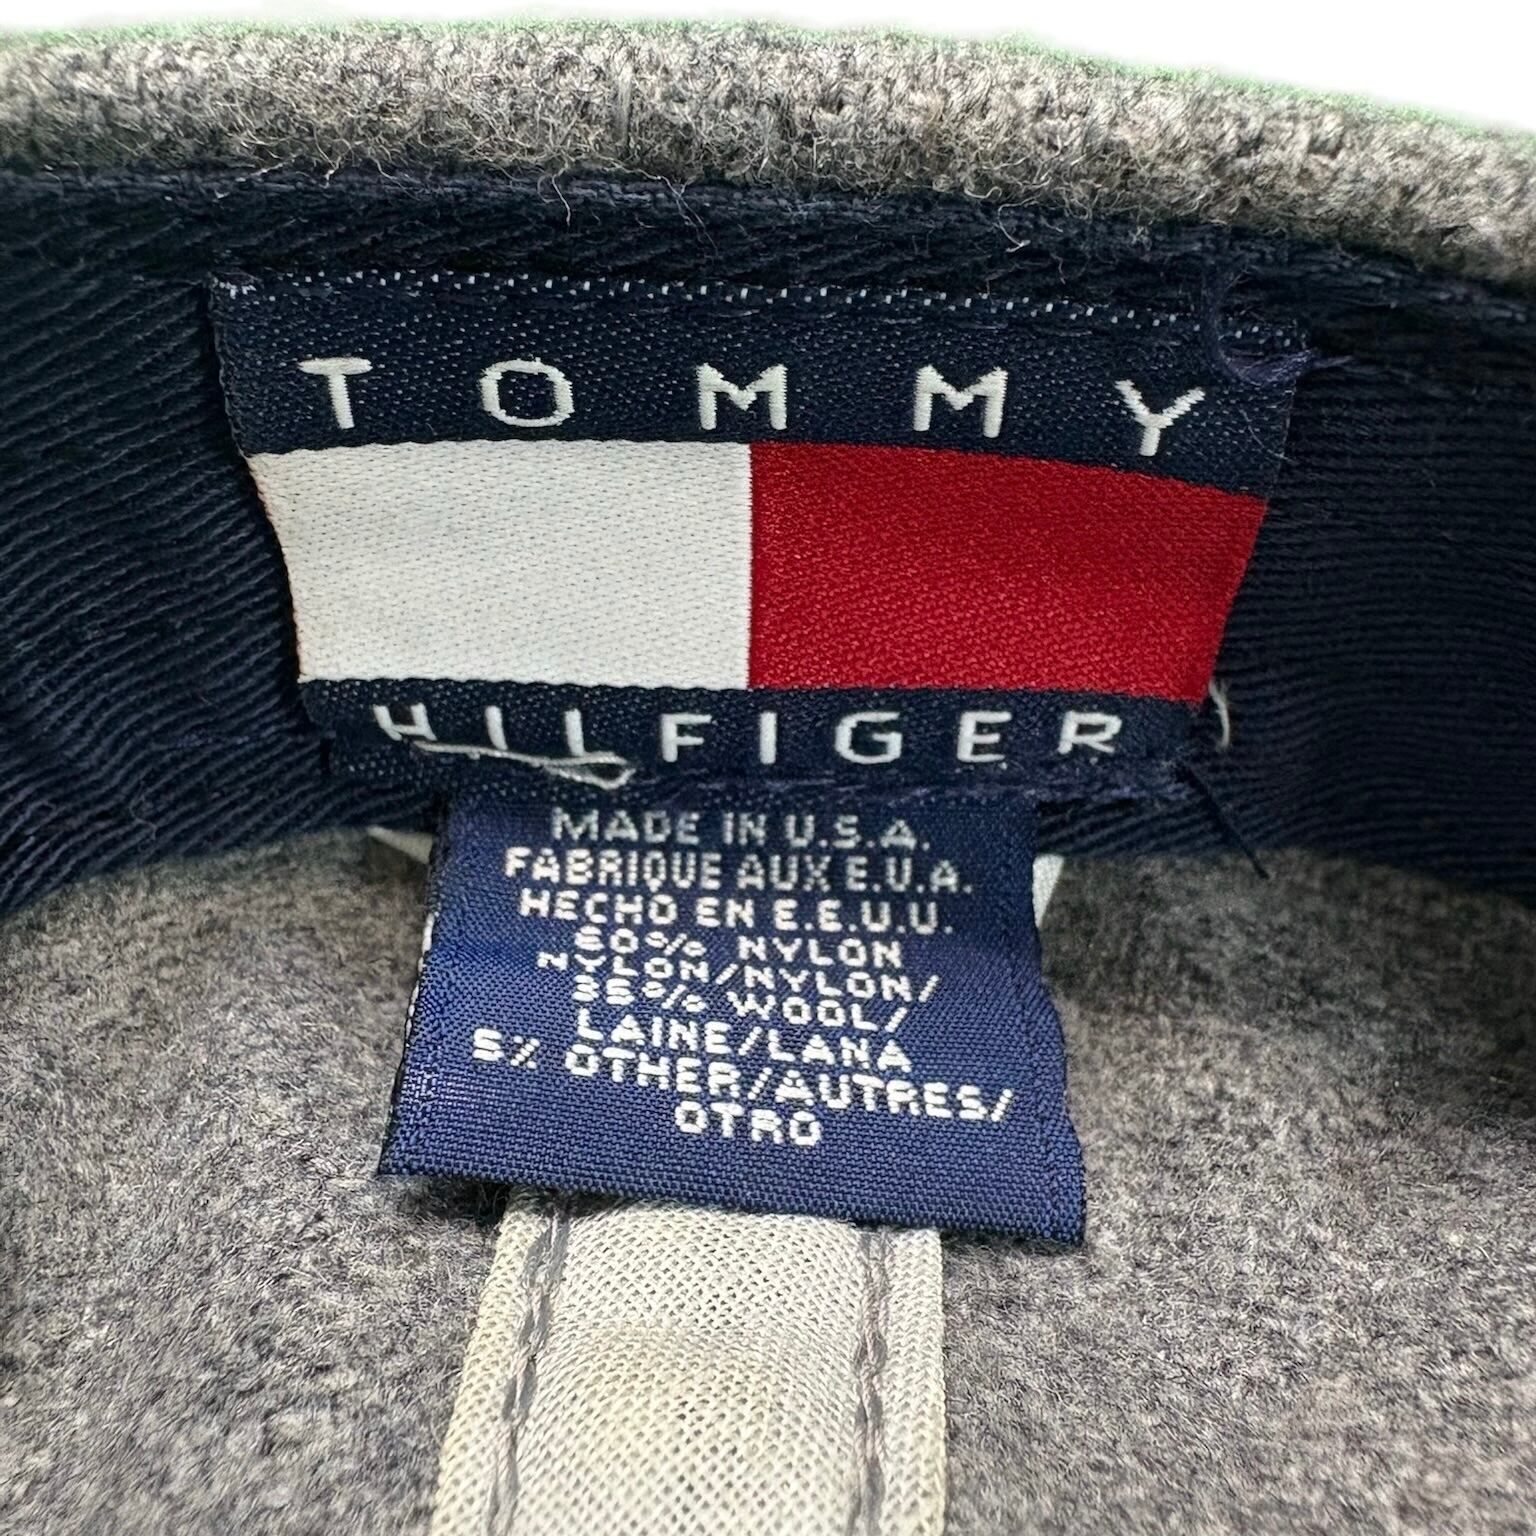 TOMMY
HILFIGER
MADE IN U.S.A.
FABRIQUE AUX E.U.A.
HECHO EN E.E.U.U.
60% NYLON
NYLON/NYLON/
35% WOOL/
LAINE/LANA
5% OTHER/AUTRES/
OTRO